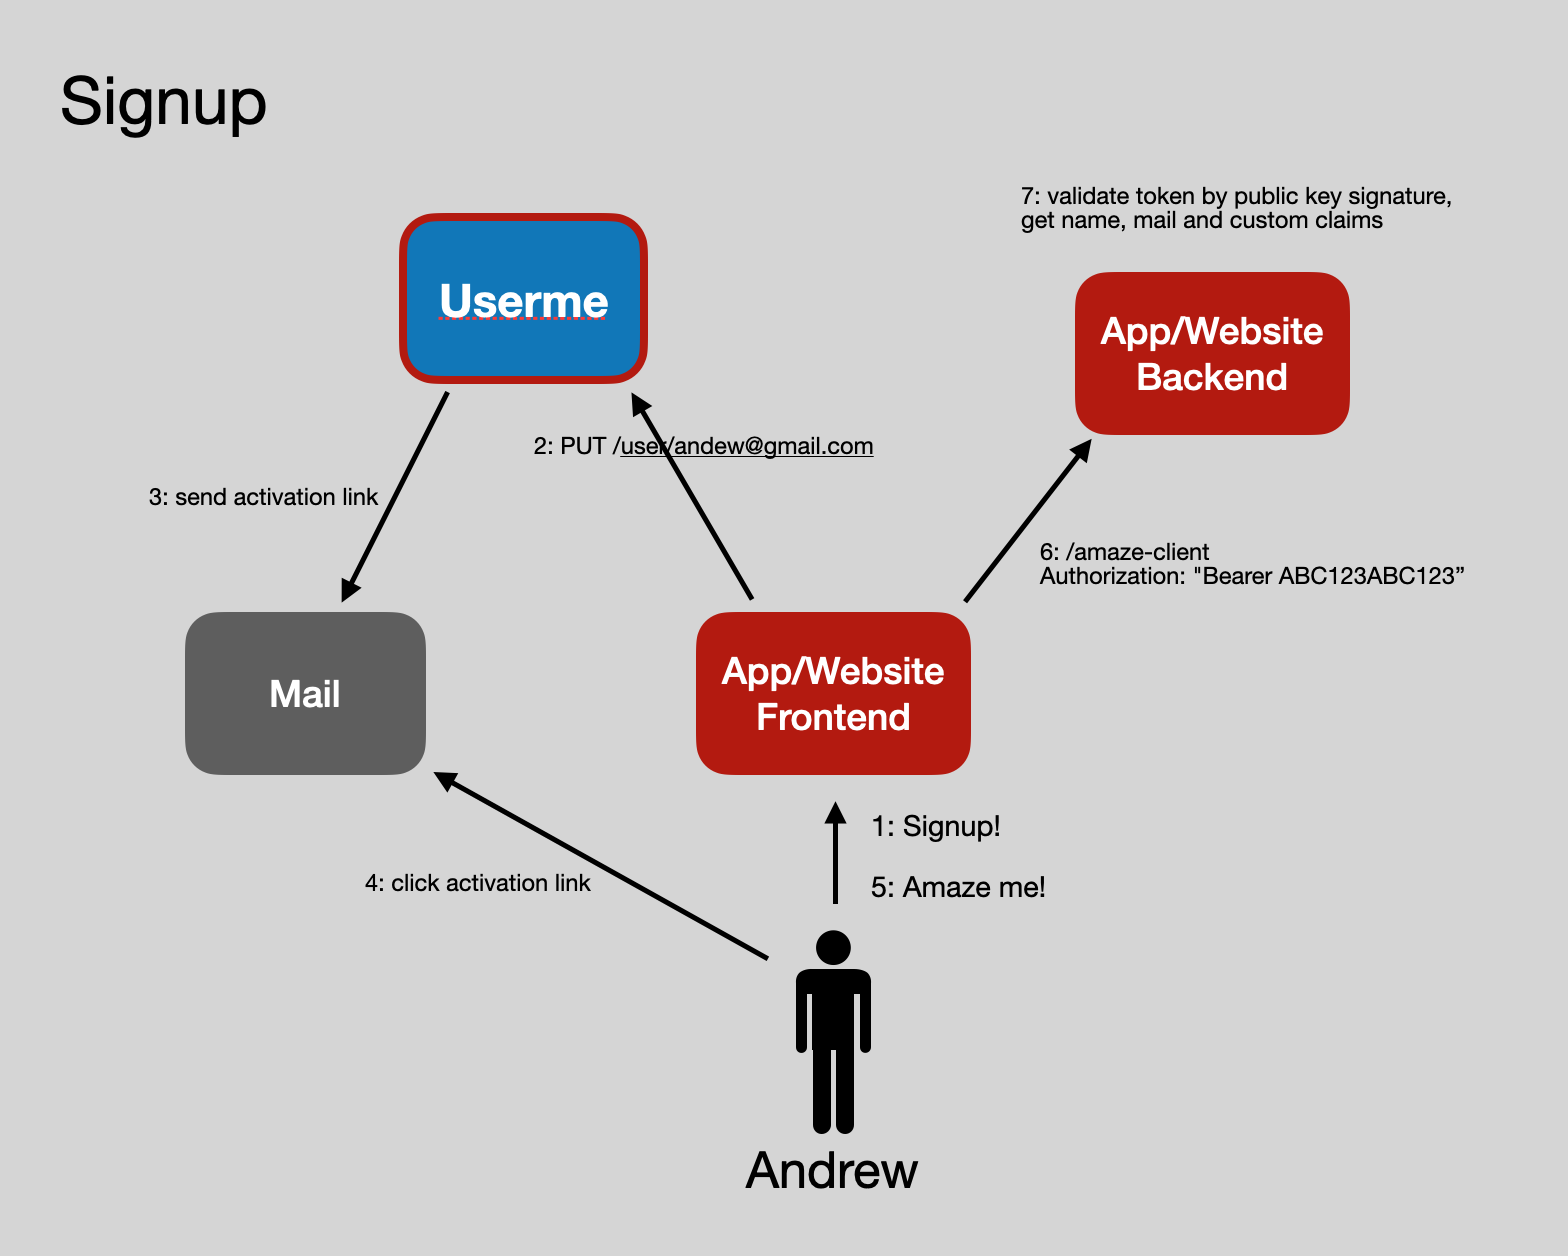 Signup
7: validate token by public key signature,
get name, mail and custom claims
Userme
App/Website
Backend
2: PUT /user/andew@gmail.com
3: send activation link
6: /amaze-client
Authorization: "Bearer ABC123ABC123”
Mail
App/Website
Frontend
1: Signup!
4: click activation link
5: Amaze me!
Andrew